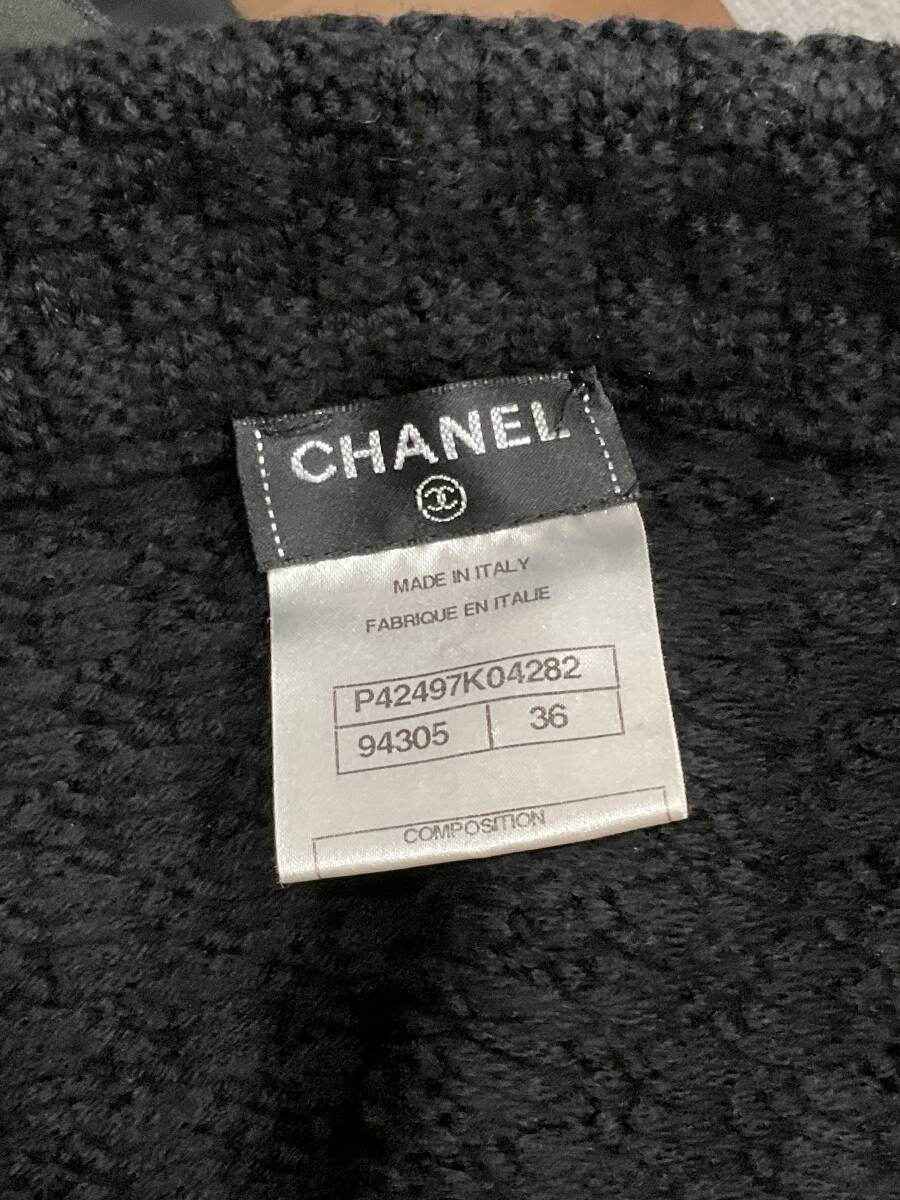 CHANEL
MADE IN ITALY
FABRIQUE EN ITALIE
P42497K04282
94305 36
COMPOSITION